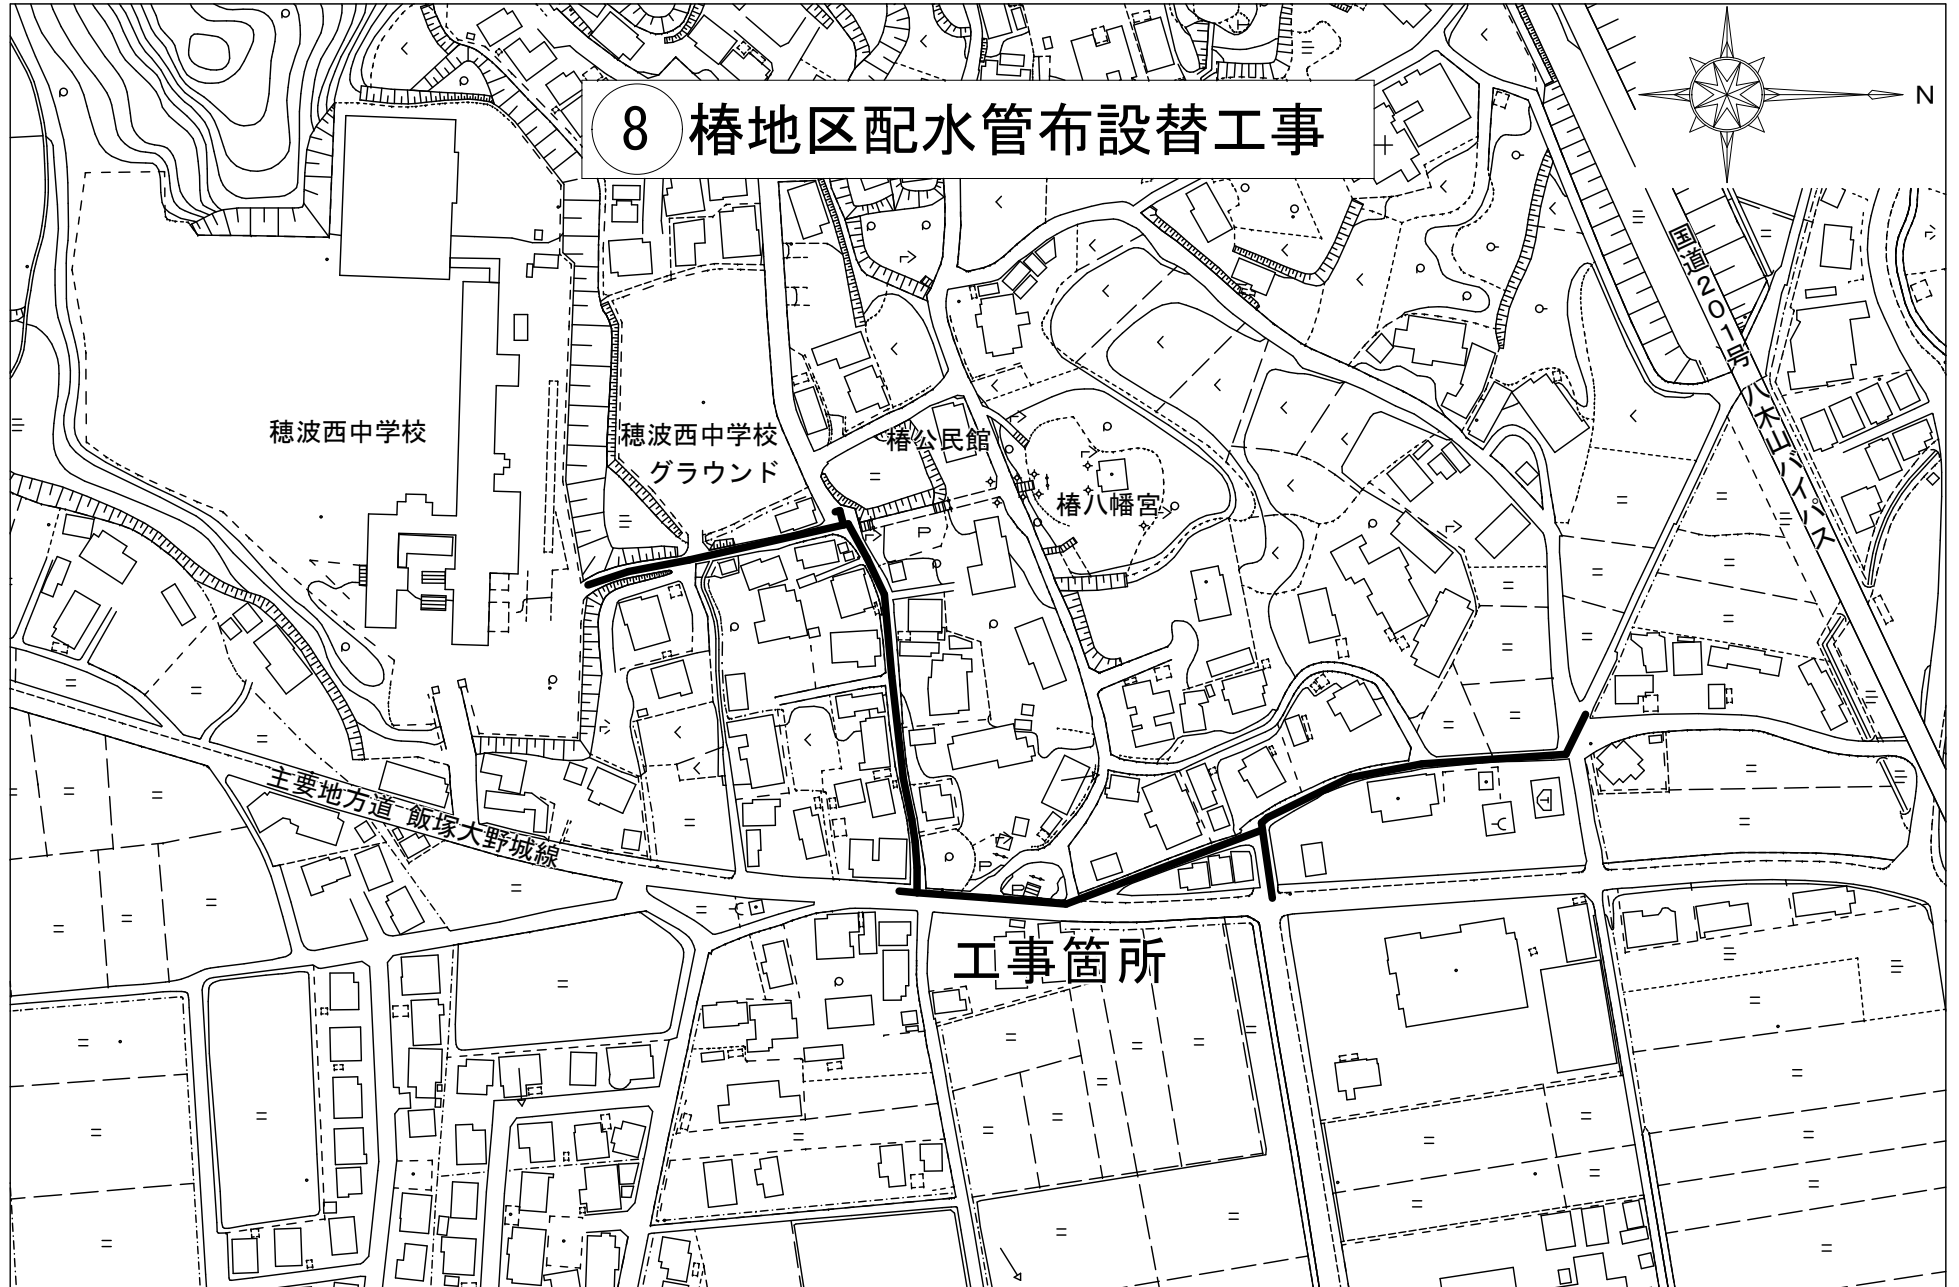 ⑧椿地区配水管布設替工事
N
国道201号 八木山バイパス
穂波西中学校
穂波西中学校
グラウンド
椿公民館
椿八幡宮
主要地方道 飯塚大野城線
工事箇所